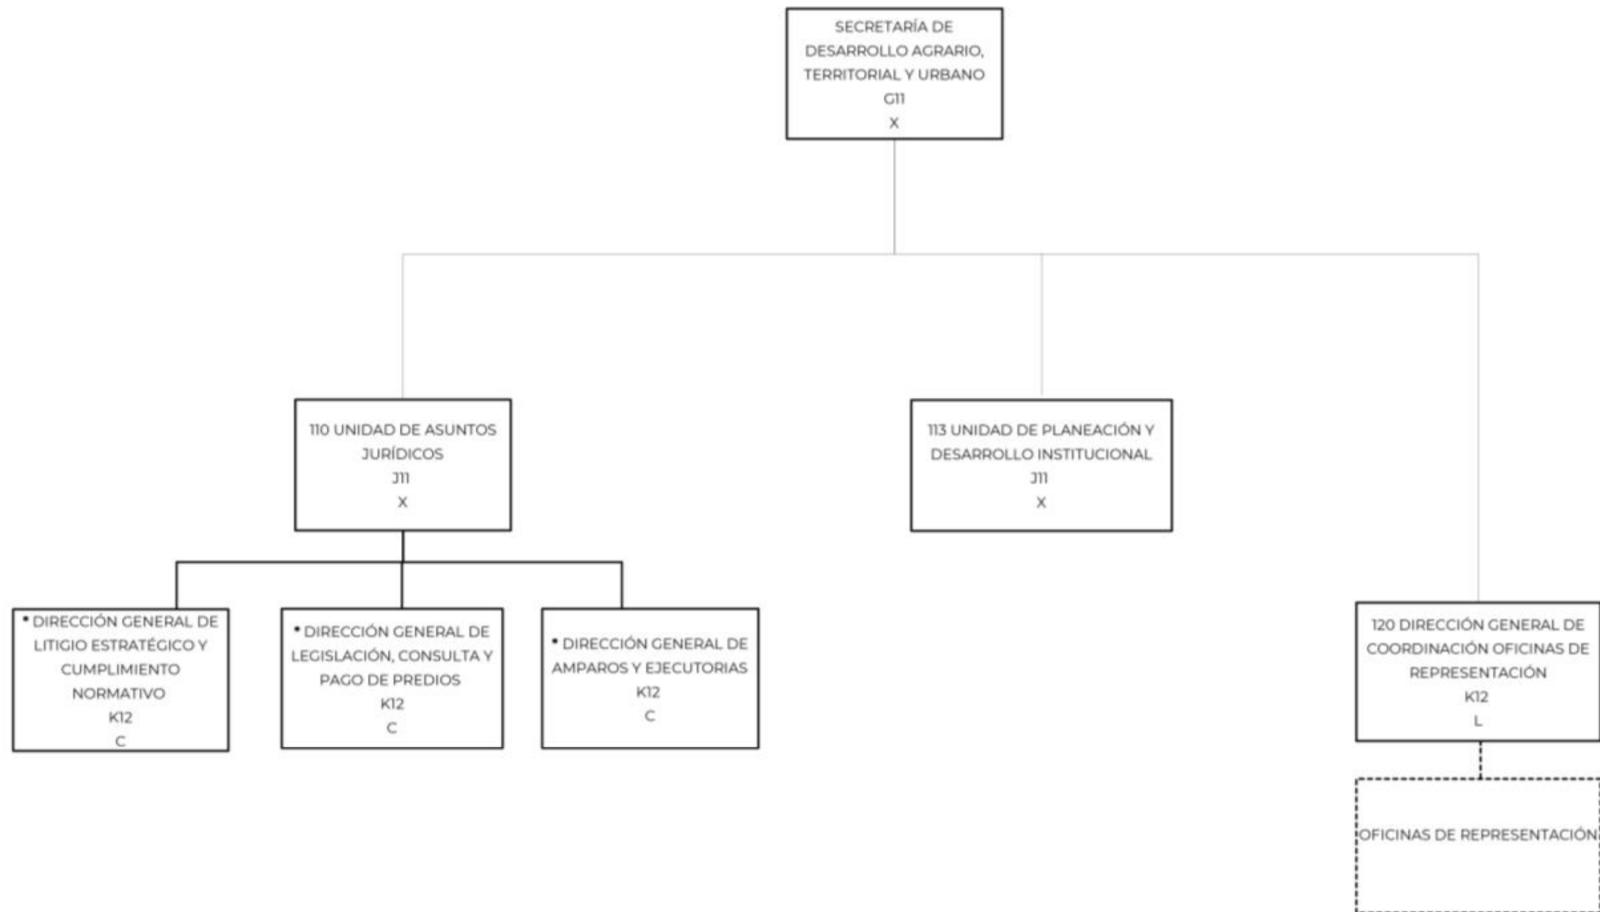 SECRETARÍA DE
DESARROLLO AGRARIO,
TERRITORIAL Y URBANO
G11
X
110 UNIDAD DE ASUNTOS
JURÍDICOS
J11
X
113 UNIDAD DE PLANEACIÓN Y
DESARROLLO INSTITUCIONAL
J11
X
* DIRECCIÓN GENERAL DE
LITIGIO ESTRATÉGICO Y
CUMPLIMIENTO
NORMATIVO
K12
C
* DIRECCIÓN GENERAL DE
LEGISLACIÓN, CONSULTA Y
PAGO DE PREDIOS
K12
C
* DIRECCIÓN GENERAL DE
AMPAROS Y EJECUTORIAS
K12
C
120 DIRECCIÓN GENERAL DE
COORDINACIÓN OFICINAS DE
REPRESENTACIÓN
K12
L
OFICINAS DE REPRESENTACIÓN